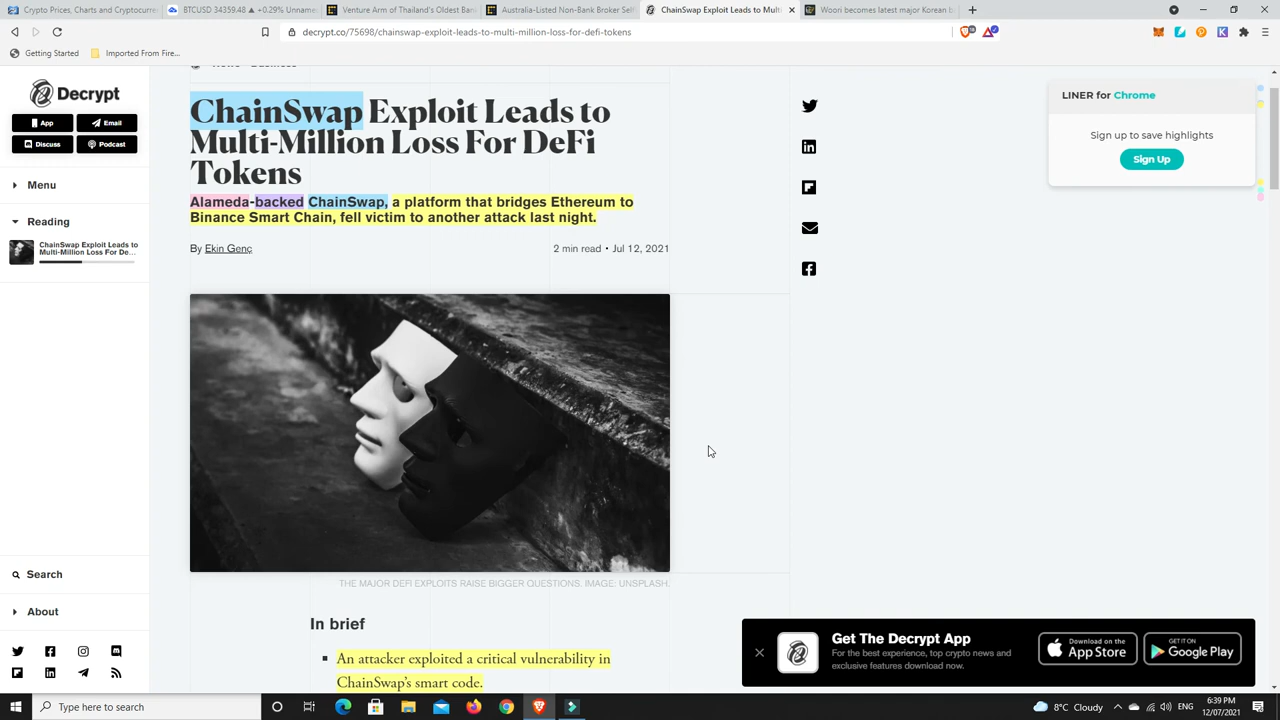 Crypto Prices, Charts and Cryptocurr
BTCUSD 34359.48 ▲ +0.29% Unnam
Venture Arm of Thailand's Oldest Ban
Australia-Listed Non-Bank Broker Sel
ChainSwap Exploit Leads to Multi
Woori becomes latest major Korean b
decrypt.co/75698/chainswap-exploit-leads-to-multi-million-loss-for-defi-tokens
Getting Started
Imported From Fire...
Decrypt
App
Email
Discuss
Podcast
Menu
Reading
ChainSwap Exploit Leads to
Multi-Million Loss For De...
Search
About
ChainSwap Exploit Leads to
Multi-Million Loss For DeFi
Tokens
Alameda-backed ChainSwap, a platform that bridges Ethereum to
Binance Smart Chain, fell victim to another attack last night.
By Ekin Genç
2 min read • Jul 12, 2021
THE MAJOR DEFI EXPLOITS RAISE BIGGER QUESTIONS. IMAGE: UNSPLASH.
In brief
An attacker exploited a critical vulnerability in
ChainSwap's smart code.
LINER for Chrome
Sign up to save highlights
Sign Up
Get The Decrypt App
For the best experience, top crypto news and
exclusive features download now.
Download on the
App Store
GET IT ON
Google Play
Type here to search
8°C Cloudy
ENG
6:39 PM
12/07/2021